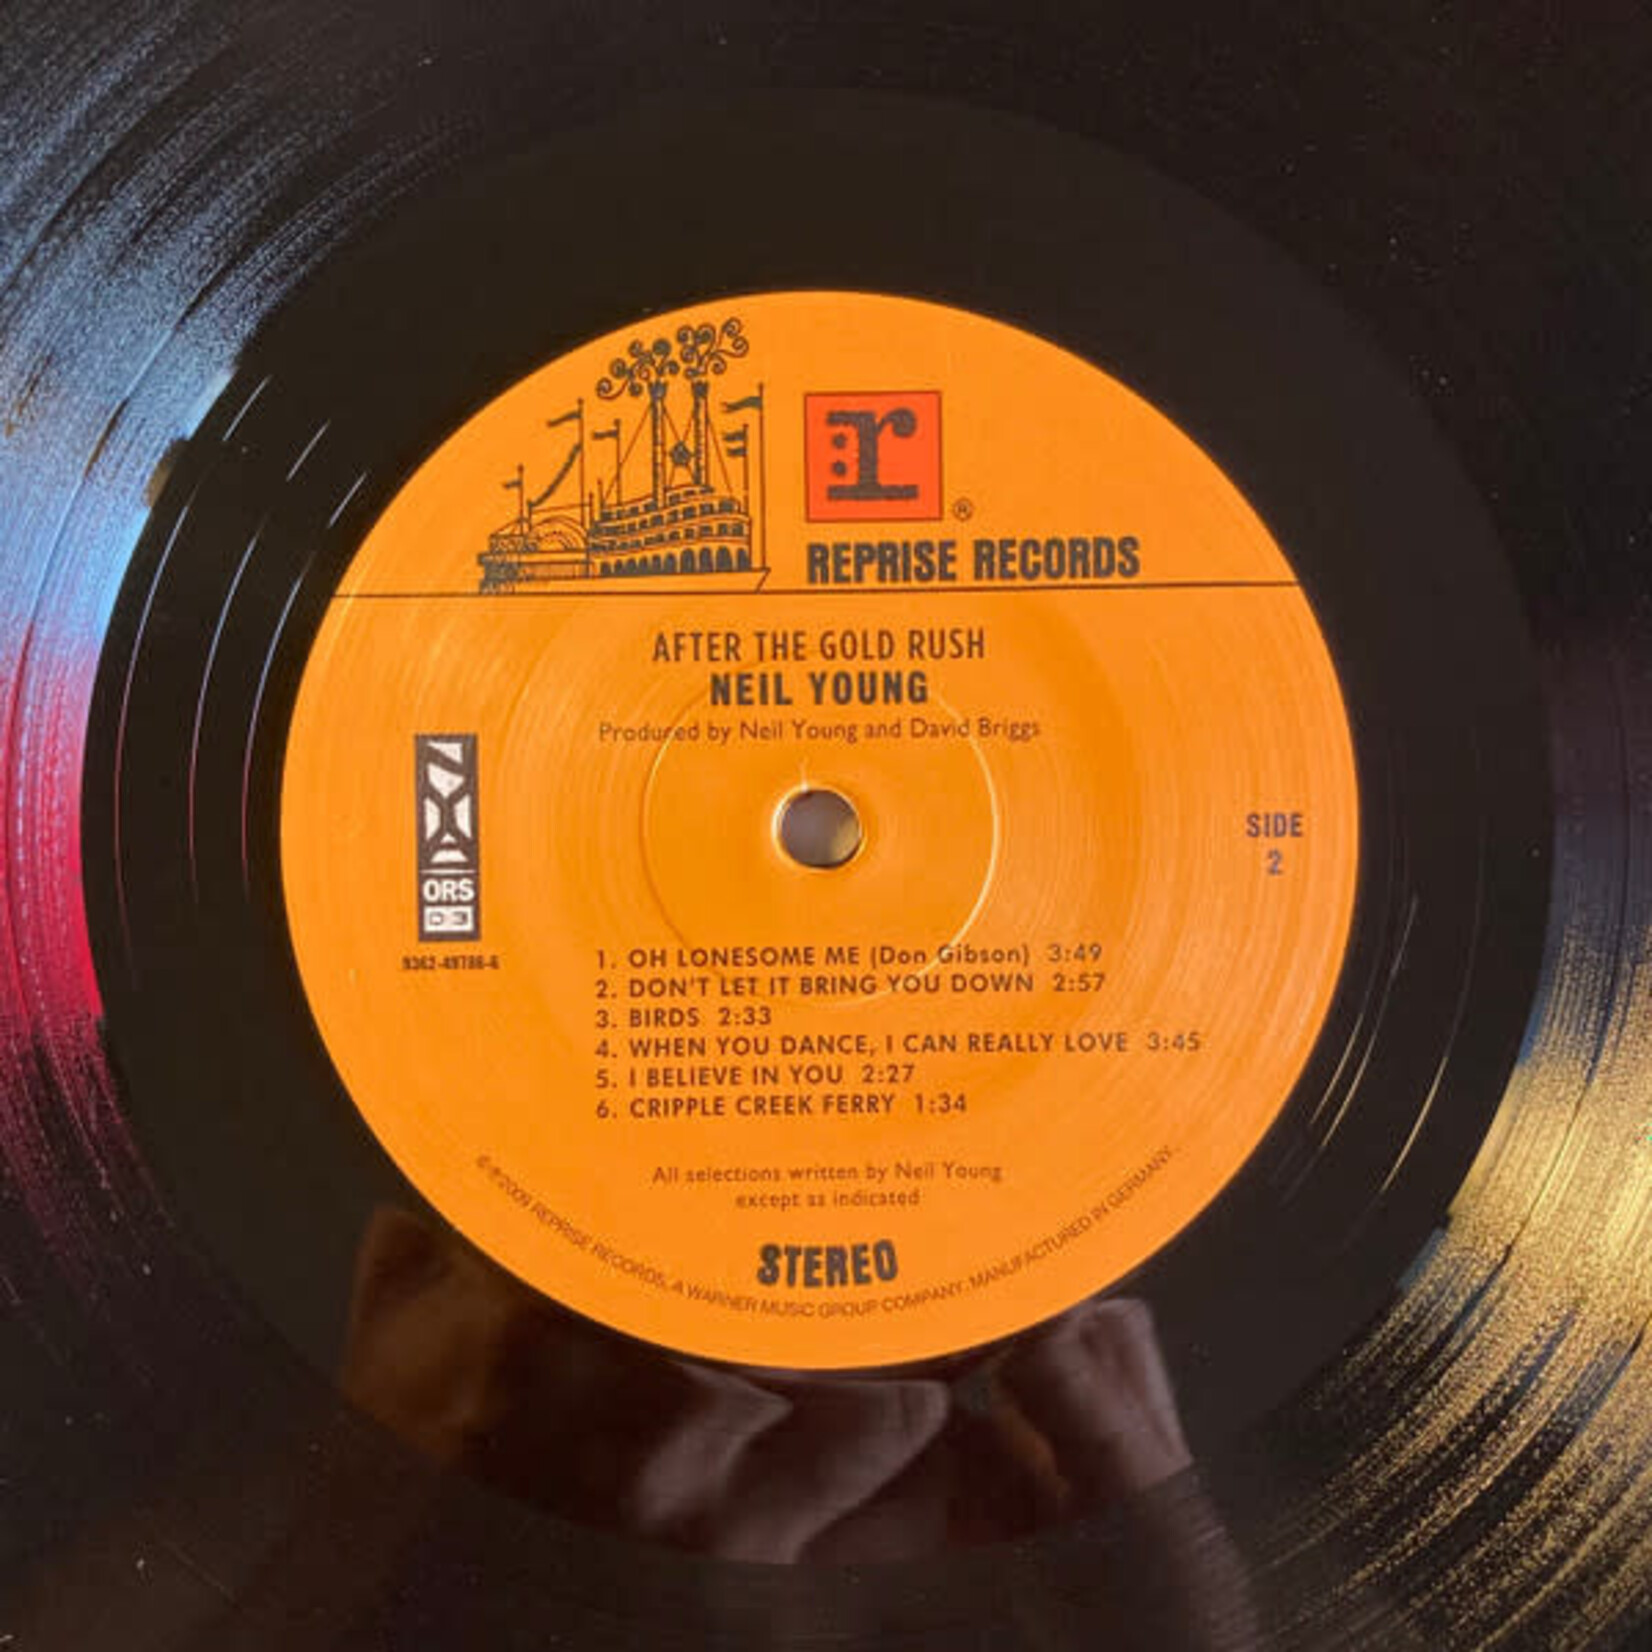 r
®
REPRISE RECORDS
AFTER THE GOLD RUSH
NEIL YOUNG
Produced by Neil Young and David Briggs
ORS
SIDE
2
1. OH LONESOME ME (Don Gibson) 3:49
2. DON'T LET IT BRING YOU DOWN 2:57
3. BIRDS 2:33
4. WHEN YOU DANCE, I CAN REALLY LOVE 3:45
5. I BELIEVE IN YOU 2:27
6. CRIPPLE CREEK FERRY 1:34
All selections written by Neil Young
except as indicated
STEREO
©℗2009 REPRISE RECORDS. A WARNER MUSIC GROUP COMPANY. MANUFACTURED IN GERMANY.